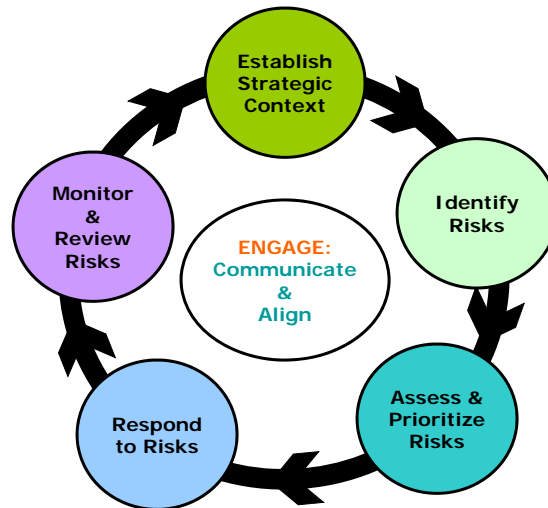 Establish
Strategic
Context
Identify
Risks
Assess &
Prioritize
Risks
Respond
to Risks
Monitor
&
Review
Risks
ENGAGE:
Communicate
&
Align